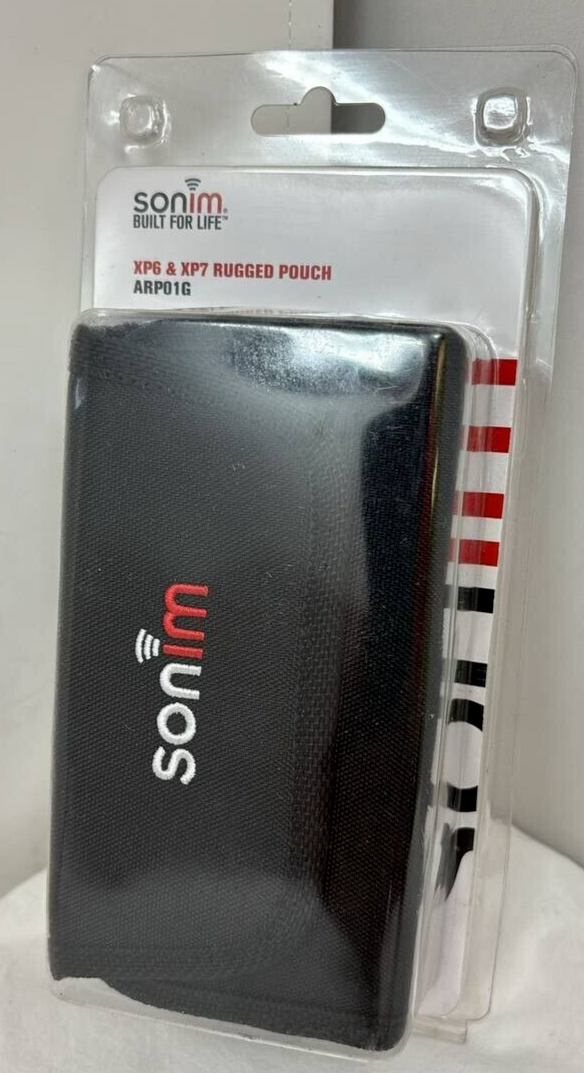 sonim®
BUILT FOR LIFE™
XP6 & XP7 RUGGED POUCH
ARP01G
sonim